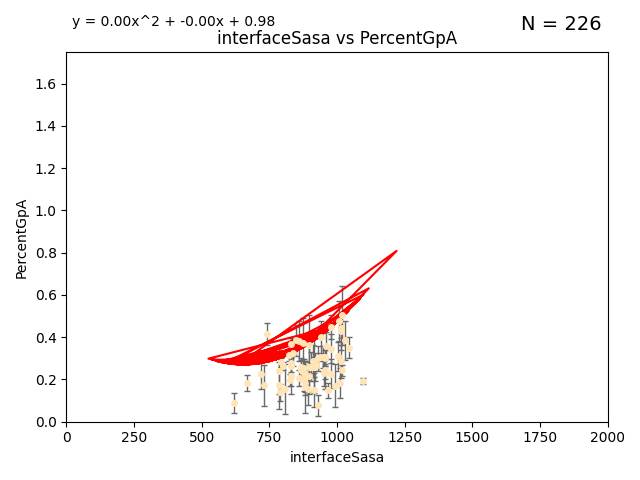 y = 0.00x^2 + -0.00x + 0.98
N = 226
interfaceSasa vs PercentGpA
1.6
1.4
1.2
1.0
0.8
0.6
0.4
0.2
0.0
PercentGpA
0 250 500 750 1000 1250 1500 1750 2000
interfaceSasa